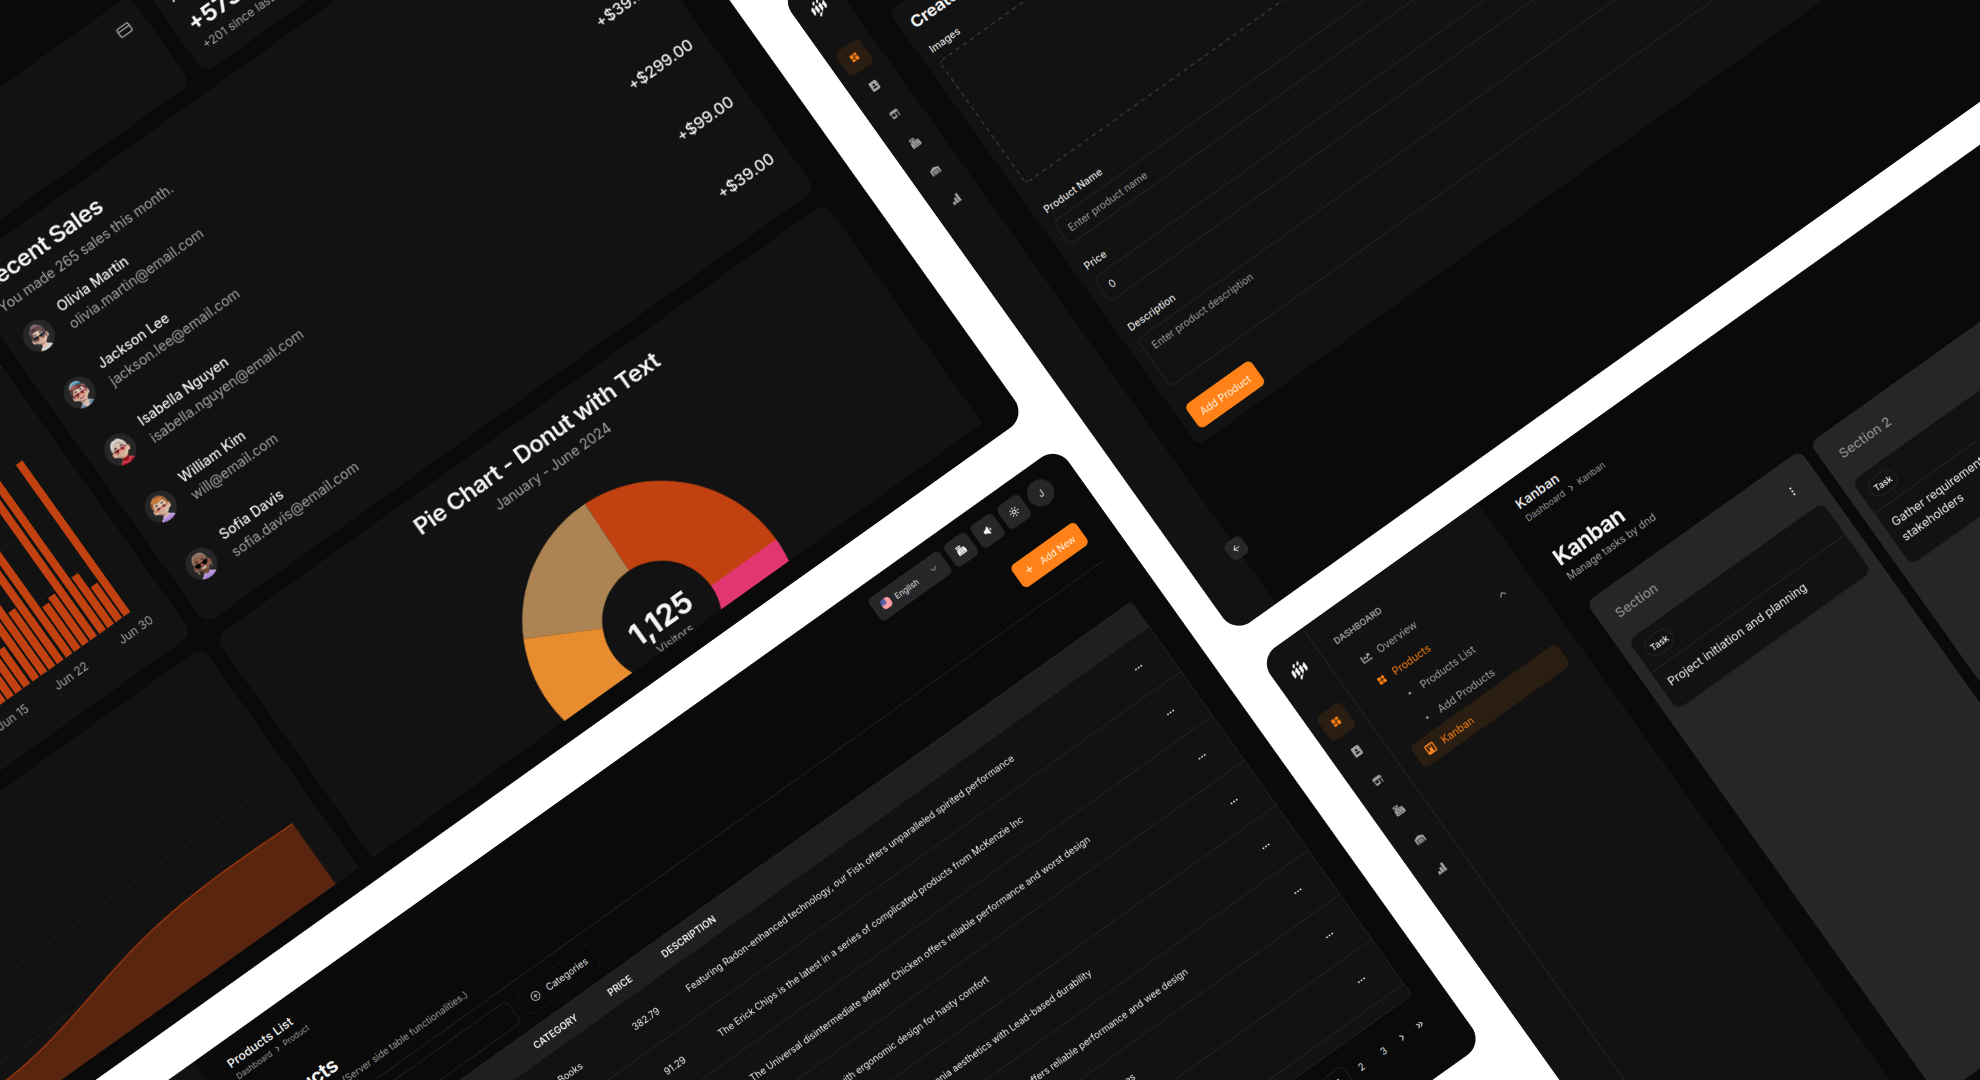 +201 since las
ecent Sales
You made 265 sales this month.
Olivia Martin
olivia.martin@email.com
+$39.
Jackson Lee
jackson.lee@email.com
+$299.00
Isabella Nguyen
isabella.nguyen@email.com
+$99.00
William Kim
will@email.com
+$39.00
Sofia Davis
sofia.davis@email.com
Jun 15
Jun 22
Jun 30
Pie Chart - Donut with Text
January - June 2024
1,125
Visitors
Create
Images
Product Name
Enter product name
Price
0
Description
Enter product description
Add Product
English
J
Add New
Products List
Dashboard > Product
cts
(Server side table functionalities.)
Categories
CATEGORY
PRICE
DESCRIPTION
Books
382.79
Featuring Radon-enhanced technology, our Fish offers unparalleled spirited performance
91.29
The Erick Chips is the latest in a series of complicated products from McKenzie Inc
The Universal disintermediate adapter Chicken offers reliable performance and worst design
ith ergonomic design for hasty comfort
nia aesthetics with Lead-based durability
ffers reliable performance and wee design
2
3
DASHBOARD
Overview
Products
Products List
Add Products
Kanban
Kanban
Dashboard > Kanban
Kanban
Manage tasks by dnd
Section
Task
Project initiation and planning
Section 2
Task
Gather requirement
stakeholders